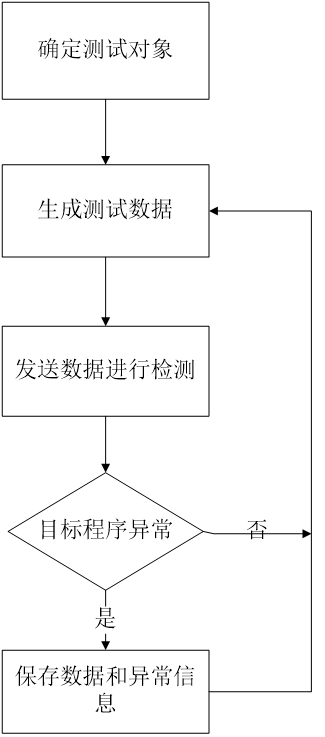 确定测试对象
生成测试数据
发送数据进行检测
目标程序异常
否
是
保存数据和异常信
息